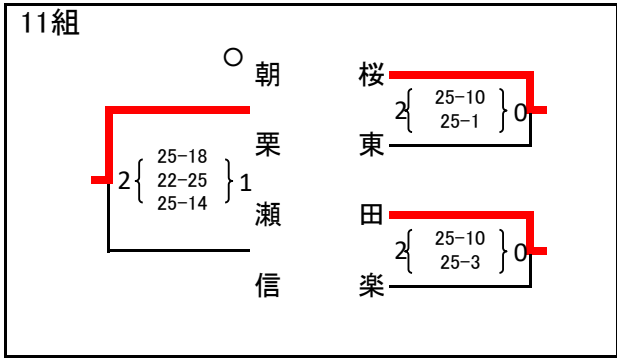 11組
○ 朝 桜
2{ 25-10 }0
25-1
栗 東
2{ 25-18 }1
22-25
25-14
瀬 田
2{ 25-10 }0
25-3
信 楽